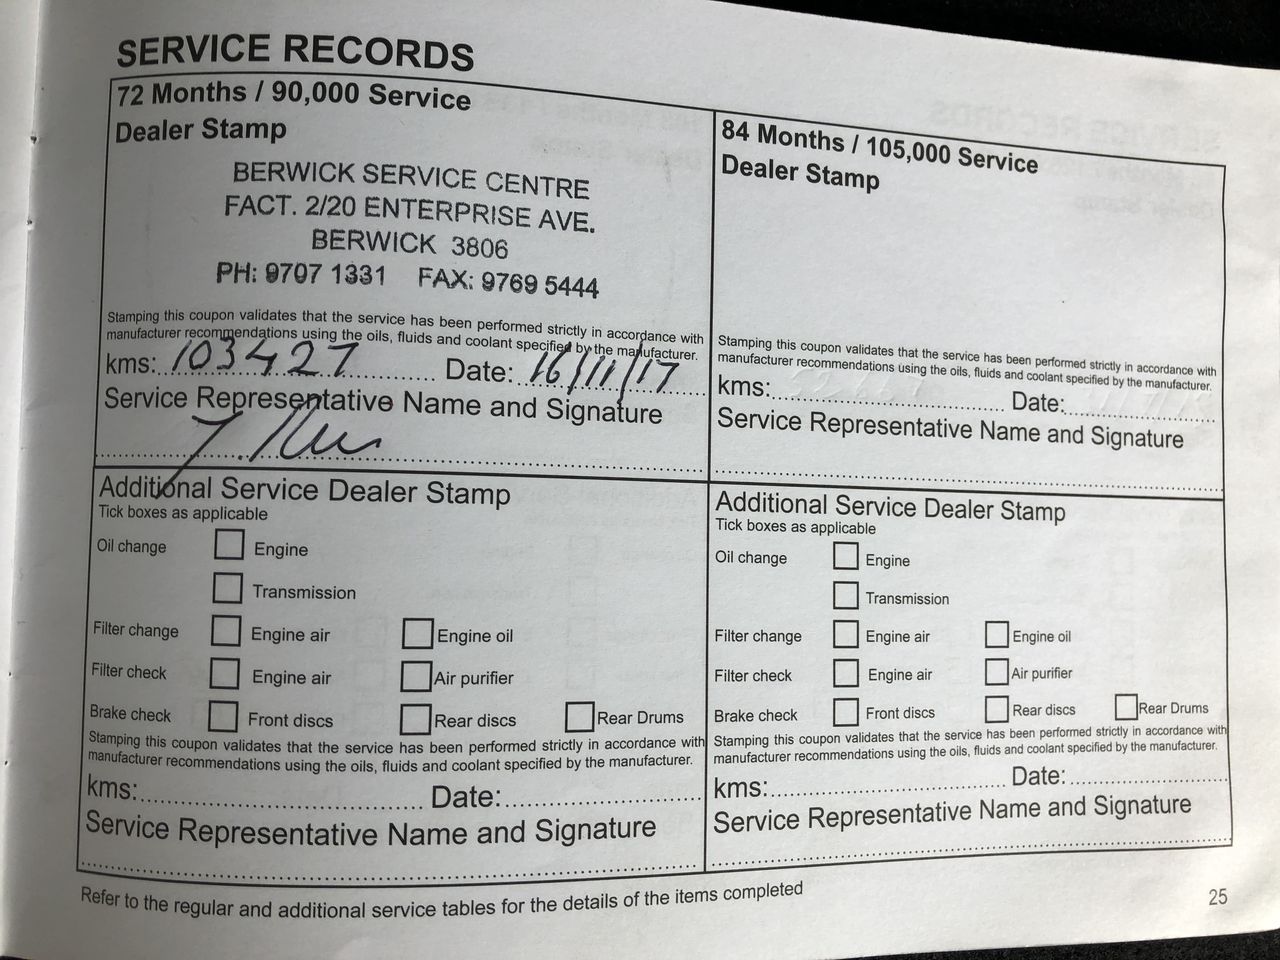 SERVICE RECORDS
72 Months / 90,000 Service
Dealer Stamp
BERWICK SERVICE CENTRE
FACT. 2/20 ENTERPRISE AVE.
BERWICK 3806
PH: 9707 1331 FAX: 9769 5444
Stamping this coupon validates that the service has been performed strictly in accordance with
manufacturer recommendations using the oils, fluids and coolant specified by the manufacturer.
kms: 103427 Date: 16/11/17
Service Representative Name and Signature
Additional Service Dealer Stamp
Tick boxes as applicable
Oil change Engine
Transmission
Filter change Engine air Engine oil
Filter check Engine air Air purifier
Brake check Front discs Rear discs Rear Drums
Stamping this coupon validates that the service has been performed strictly in accordance with
manufacturer recommendations using the oils, fluids and coolant specified by the manufacturer.
kms: Date:
Service Representative Name and Signature
84 Months / 105,000 Service
Dealer Stamp
Stamping this coupon validates that the service has been performed strictly in accordance with
manufacturer recommendations using the oils, fluids and coolant specified by the manufacturer.
kms: Date:
Service Representative Name and Signature
Additional Service Dealer Stamp
Tick boxes as applicable
Oil change Engine
Transmission
Filter change Engine air Engine oil
Filter check Engine air Air purifier
Brake check Front discs Rear discs Rear Drums
Stamping this coupon validates that the service has been performed strictly in accordance with
manufacturer recommendations using the oils, fluids and coolant specified by the manufacturer.
kms: Date:
Service Representative Name and Signature
Refer to the regular and additional service tables for the details of the items completed
25